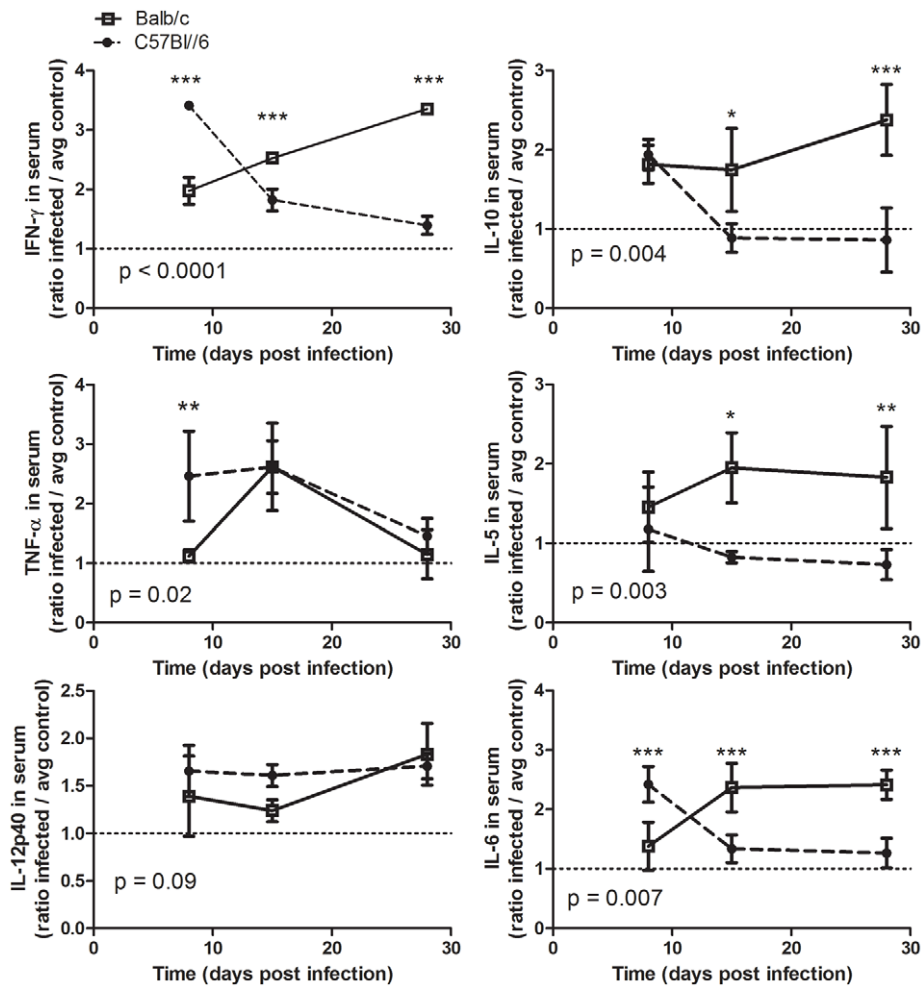 Balb/c
C57Bl//6
IFN-γ in serum
(ratio infected / avg control)
4
3
2
1
0
***
***
***
p < 0.0001
0
10
20
30
Time (days post infection)
IL-10 in serum
(ratio infected / avg control)
3
2
1
0
*
***
p = 0.004
0
10
20
30
Time (days post infection)
TNF-α in serum
(ratio infected / avg control)
4
3
2
1
0
**
p = 0.02
0
10
20
30
Time (days post infection)
IL-5 in serum
(ratio infected / avg control)
3
2
1
0
*
**
p = 0.003
0
10
20
30
Time (days post infection)
IL-12p40 in serum
(ratio infected / avg control)
2.5
2.0
1.5
1.0
0.5
0.0
p = 0.09
0
10
20
30
Time (days post infection)
IL-6 in serum
(ratio infected / avg control)
4
3
2
1
0
***
***
***
p = 0.007
0
10
20
30
Time (days post infection)